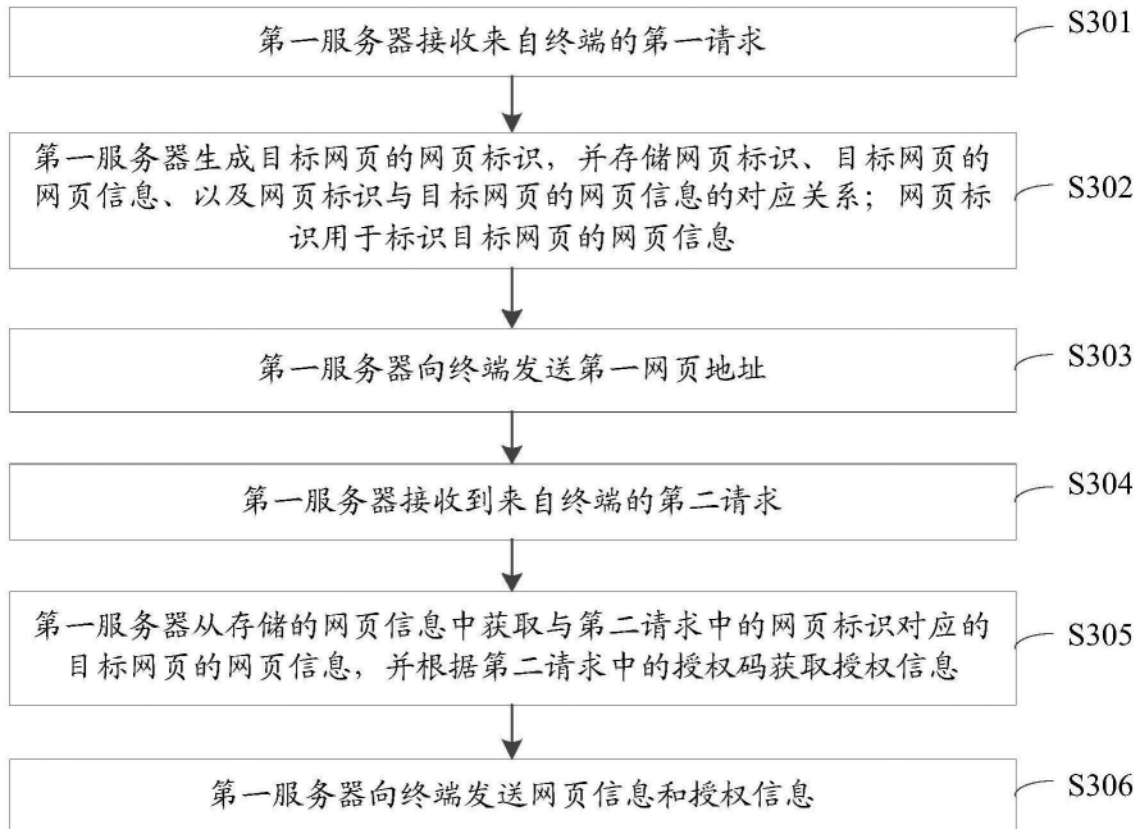 第一服务器接收来自终端的第一请求
S301
第一服务器生成目标网页的网页标识，并存储网页标识、目标网页的
网页信息、以及网页标识与目标网页的网页信息的对应关系；网页标
识用于标识目标网页的网页信息
S302
第一服务器向终端发送第一网页地址
S303
第一服务器接收到来自终端的第二请求
S304
第一服务器从存储的网页信息中获取与第二请求中的网页标识对应的
目标网页的网页信息，并根据第二请求中的授权码获取授权信息
S305
第一服务器向终端发送网页信息和授权信息
S306